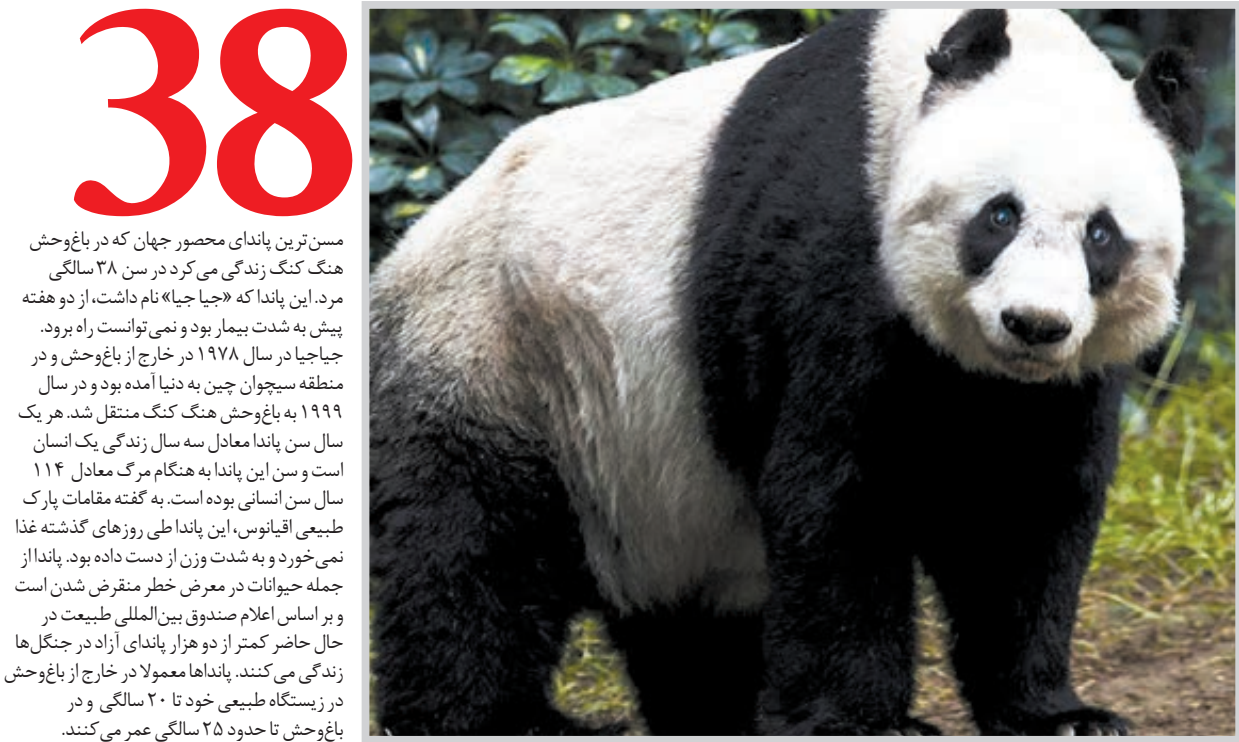 38
مسن‌ترین پاندای محصور جهان که در باغ‌وحش
هنگ کنگ زندگی می‌کرد در سن ۳۸ سالگی
مرد. این پاندا که «جیا جیا» نام داشت، از دو هفته
پیش به شدت بیمار بود و نمی‌توانست راه برود.
جیاجیا در سال ۱۹۷۸ در خارج از باغ‌وحش و در
منطقه سیچوان چین به دنیا آمده بود و در سال
۱۹۹۹ به باغ‌وحش هنگ کنگ منتقل شد. هر یک
سال سن پاندا معادل سه سال زندگی یک انسان
است و سن این پاندا به هنگام مرگ معادل ۱۱۴
سال سن انسانی بوده است. به گفته مقامات پارک
طبیعی اقیانوس، این پاندا طی روزهای گذشته غذا
نمی‌خورد و به شدت وزن از دست داده بود. پاندا از
جمله حیوانات در معرض خطر منقرض شدن است
و بر اساس اعلام صندوق بین‌المللی طبیعت در
حال حاضر کمتر از دو هزار پاندای آزاد در جنگل‌ها
زندگی می‌کنند. پانداها معمولا در خارج از باغ‌وحش
در زیستگاه طبیعی خود تا ۲۰ سالگی و در
باغ‌وحش تا حدود ۲۵ سالگی عمر می‌کنند.